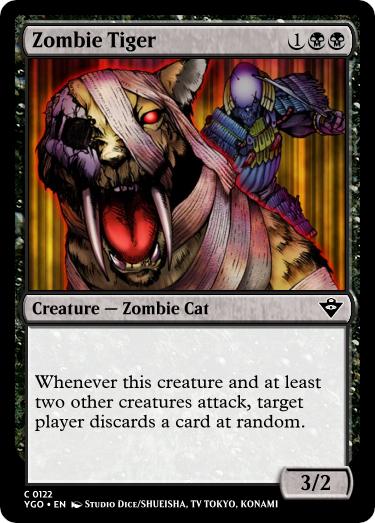 Zombie Tiger 1
Creature — Zombie Cat
Whenever this creature and at least
two other creatures attack, target
player discards a card at random.
3/2
C 0122
YGO • EN STUDIO DICE/SHUEISHA, TV TOKYO, KONAMI